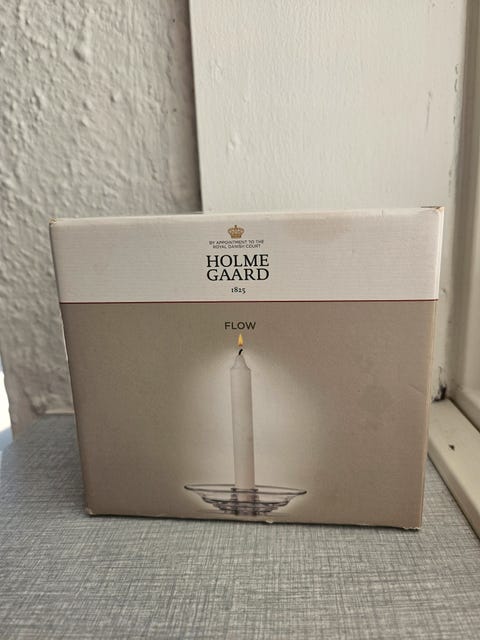 BY APPOINTMENT TO THE
ROYAL DANISH COURT
HOLME
GAARD
1825
FLOW